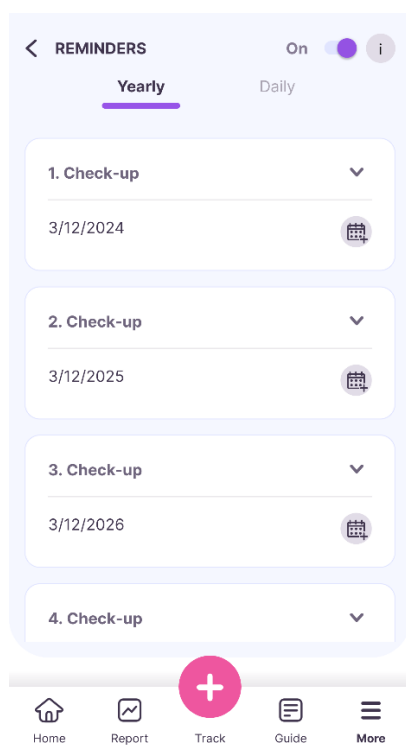 REMINDERS On i
Yearly Daily
1. Check-up
3/12/2024
2. Check-up
3/12/2025
3. Check-up
3/12/2026
4. Check-up
Home Report Track Guide More